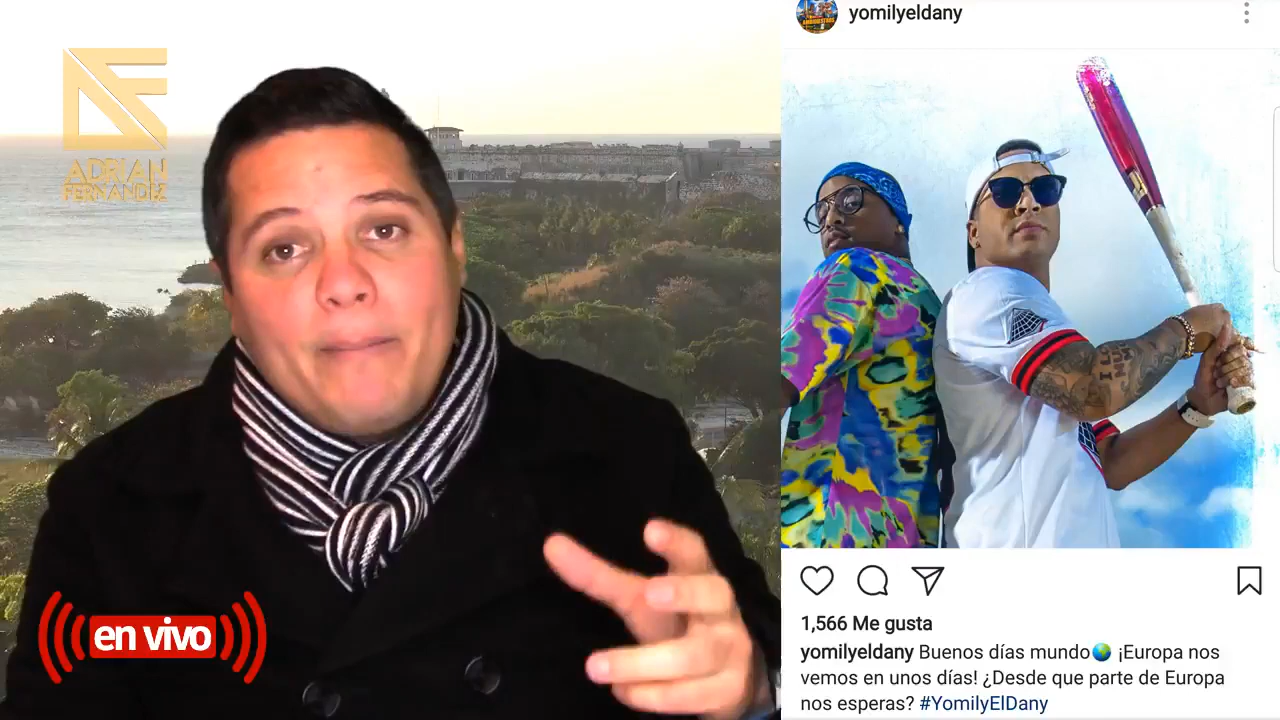 ADRIAN
FERNANDEZ
en vivo
yomilyeldany
1,566 Me gusta
yomilyeldany Buenos días mundo🌏 ¡Europa nos
vemos en unos días! ¿Desde que parte de Europa
nos esperas? #YomilyElDany